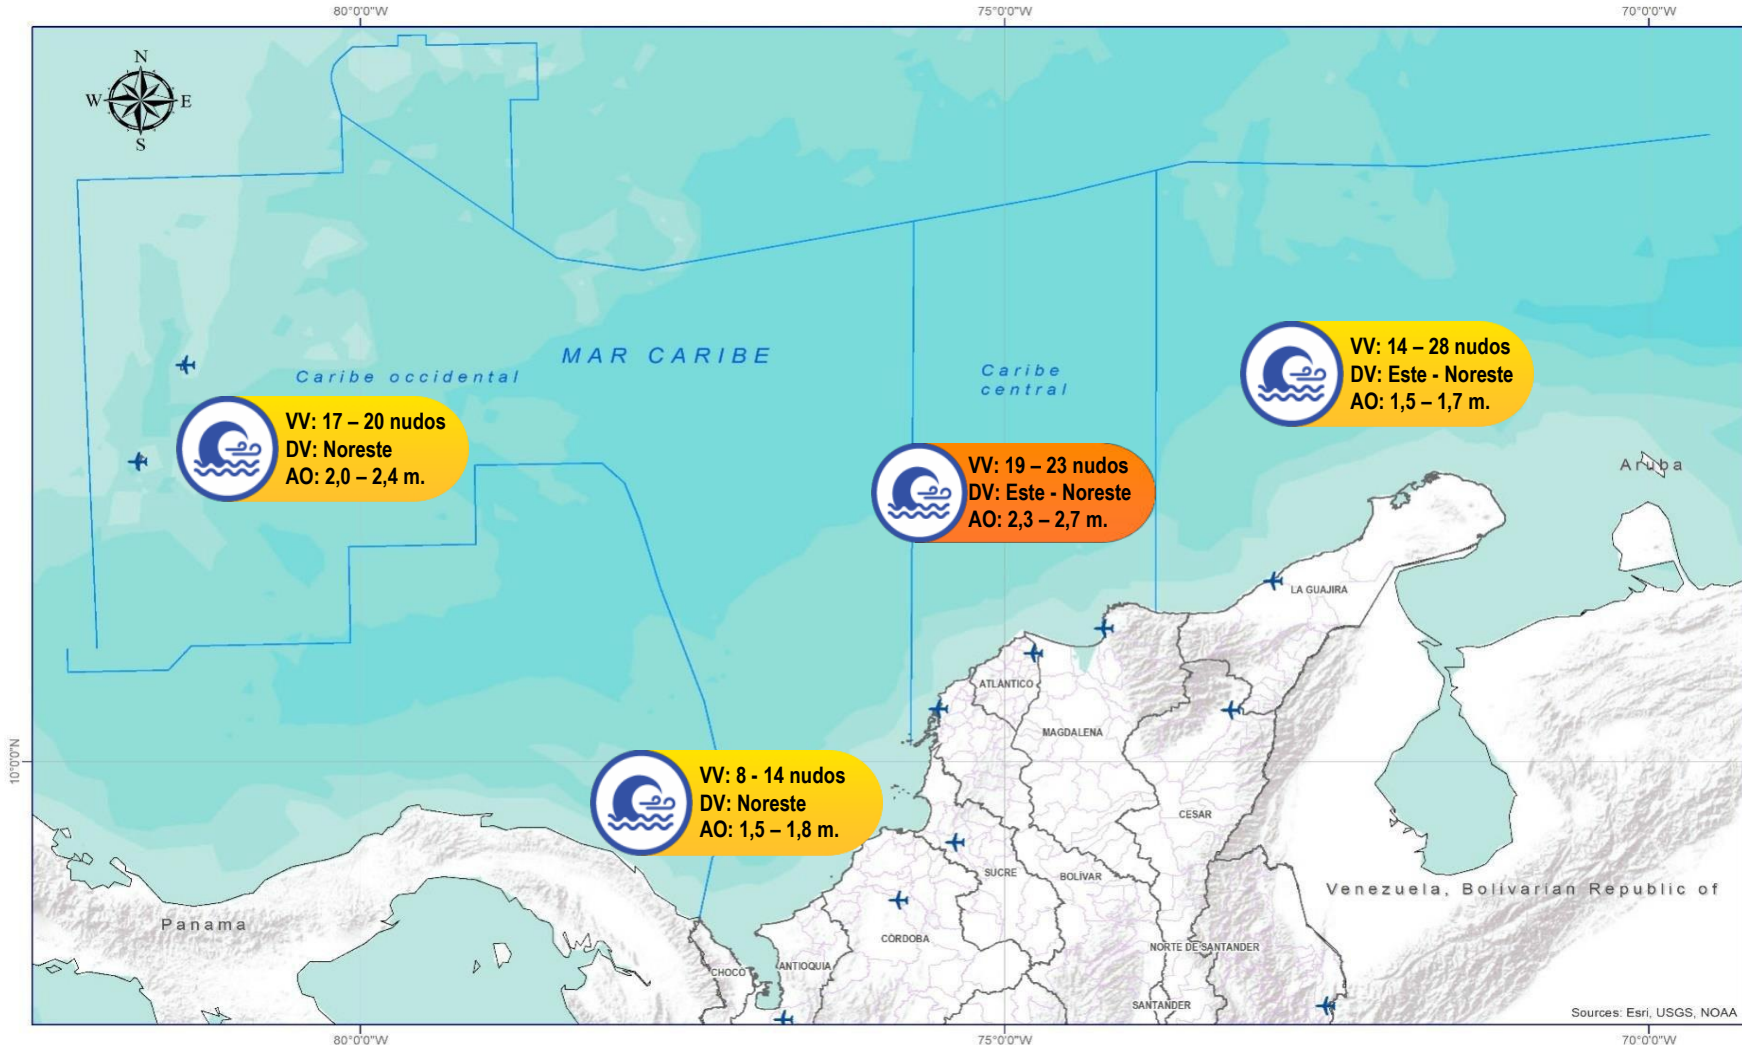 80°0'0"W
75°0'0"W
70°0'0"W
N
W
E
S
MAR CARIBE
Caribe occidental
Caribe
central
VV: 14 – 28 nudos
DV: Este - Noreste
AO: 1,5 – 1,7 m.
VV: 17 – 20 nudos
DV: Noreste
AO: 2,0 – 2,4 m.
VV: 19 – 23 nudos
DV: Este - Noreste
AO: 2,3 – 2,7 m.
Aruba
LA GUAJIRA
ATLÁNTICO
MAGDALENA
10°0'0"N
VV: 8 - 14 nudos
DV: Noreste
AO: 1,5 – 1,8 m.
CESAR
SUCRE
BOLÍVAR
Venezuela, Bolivarian Republic of
Panama
CÓRDOBA
NORTE DE SANTANDER
CHOCÓ
ANTIOQUIA
SANTANDER
Sources: Esri, USGS, NOAA
80°0'0"W
75°0'0"W
70°0'0"W